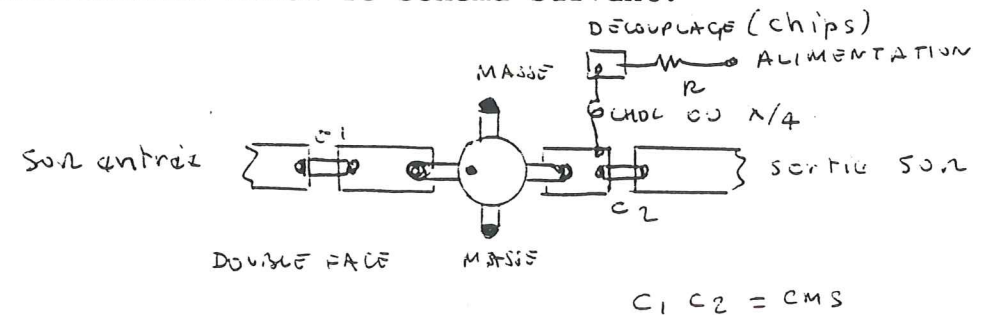 DECOUPLAGE (chips)
MASSE
ALIMENTATION
R
CHOC OU λ/4
C1
50Ω entrée
sortie 50Ω
C2
DOUBLE FACE
MASSE
C1 C2 = CMS